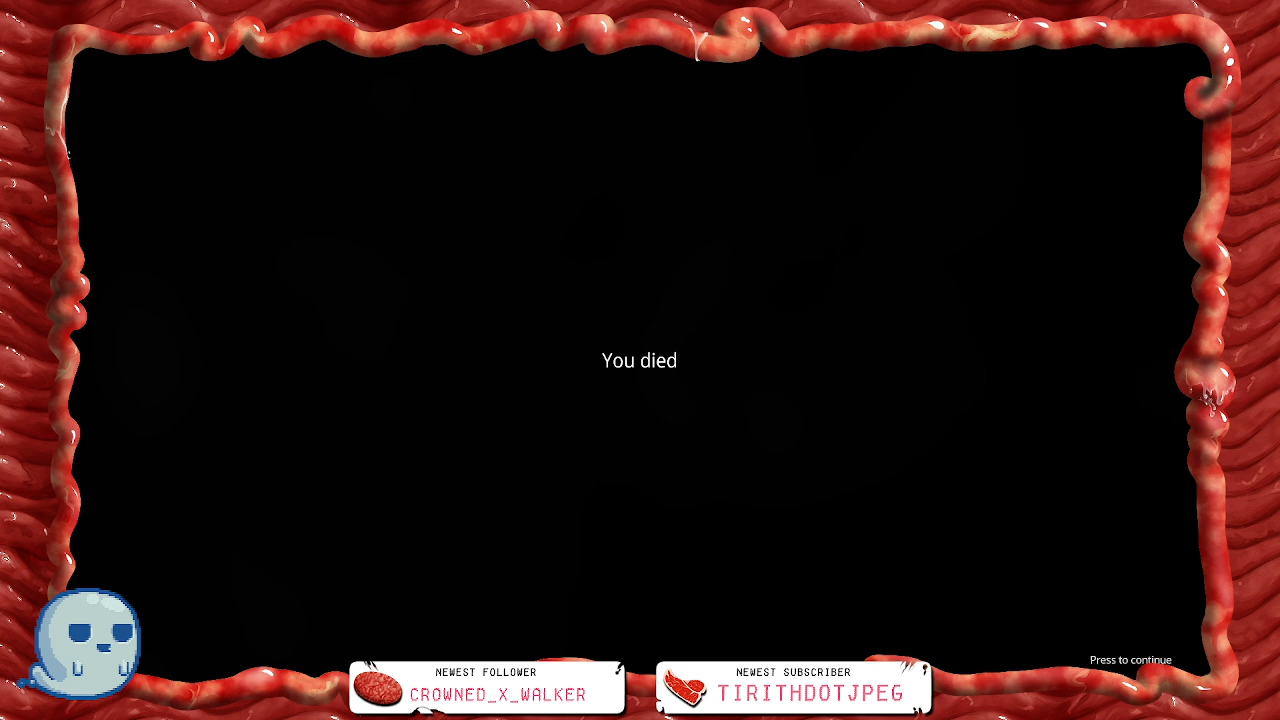 You died
Press to continue
NEWEST FOLLOWER
CROWNED_X_WALKER
NEWEST SUBSCRIBER
TIRITHDOTJPEG